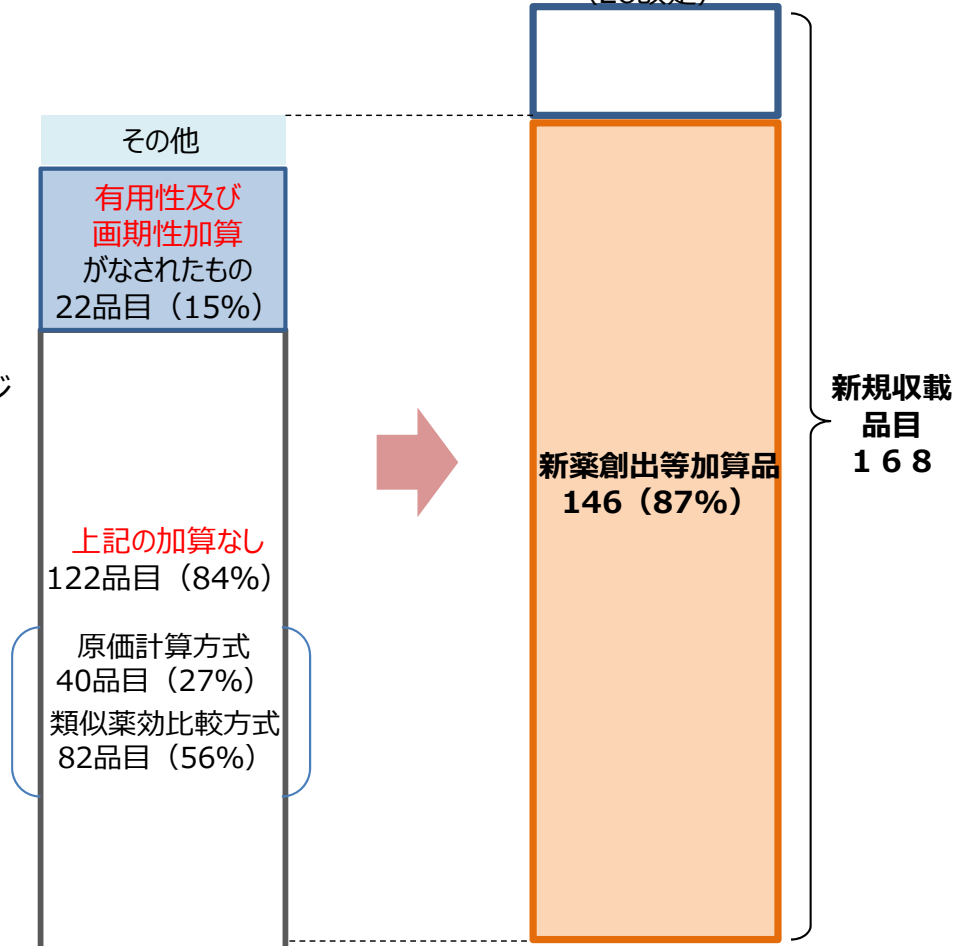 その他
有用性及び
画期性加算
がなされたもの
22品目（15%）
上記の加算なし
122品目（84%）
原価計算方式
40品目（27%）
類似薬効比較方式
82品目（56%）
新薬創出等加算品
146（87%）
新規収載
品目
１６８